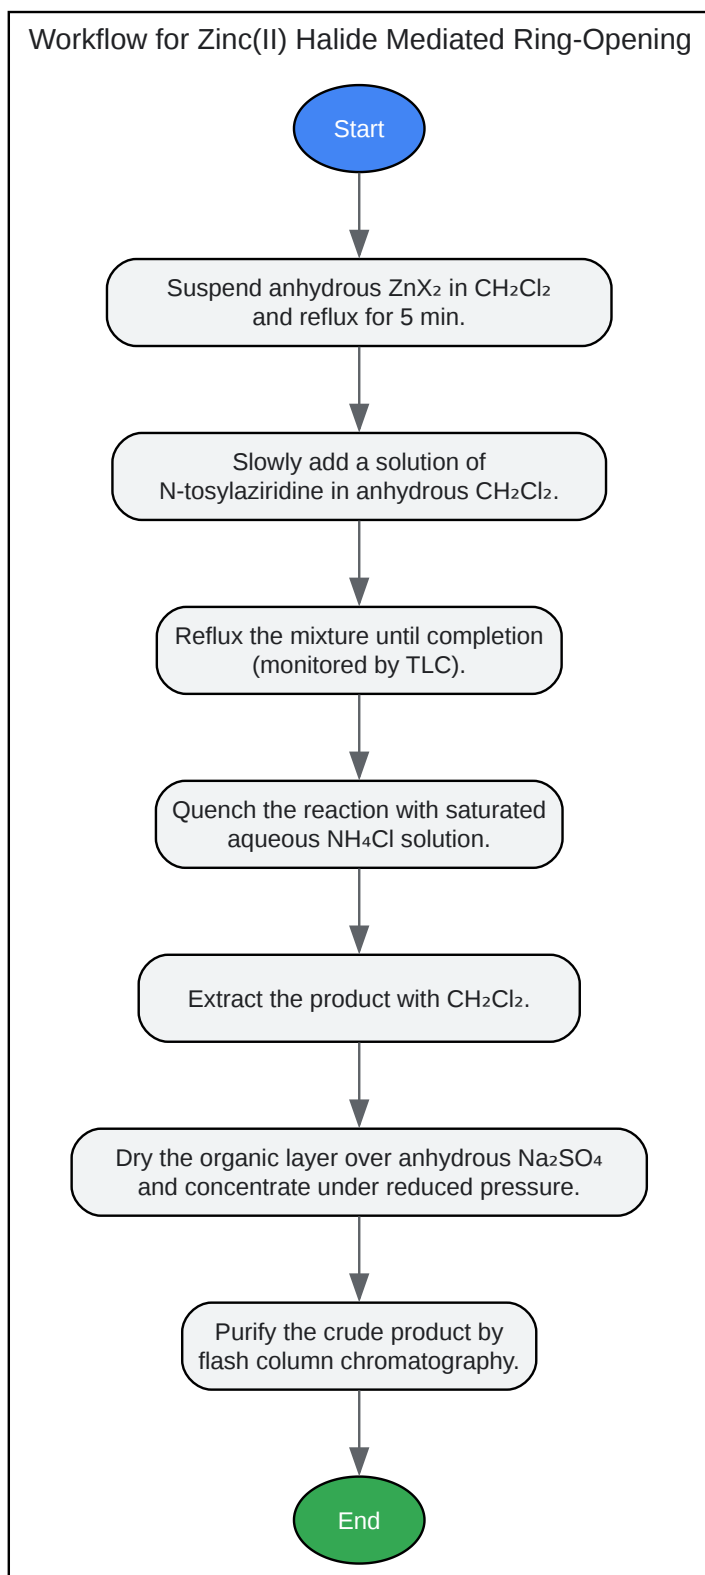 Workflow for Zinc(II) Halide Mediated Ring-Opening
Start
Suspend anhydrous ZnX₂ in CH₂Cl₂
and reflux for 5 min.
Slowly add a solution of
N-tosylaziridine in anhydrous CH₂Cl₂.
Reflux the mixture until completion
(monitored by TLC).
Quench the reaction with saturated
aqueous NH₄Cl solution.
Extract the product with CH₂Cl₂.
Dry the organic layer over anhydrous Na₂SO₄
and concentrate under reduced pressure.
Purify the crude product by
flash column chromatography.
End